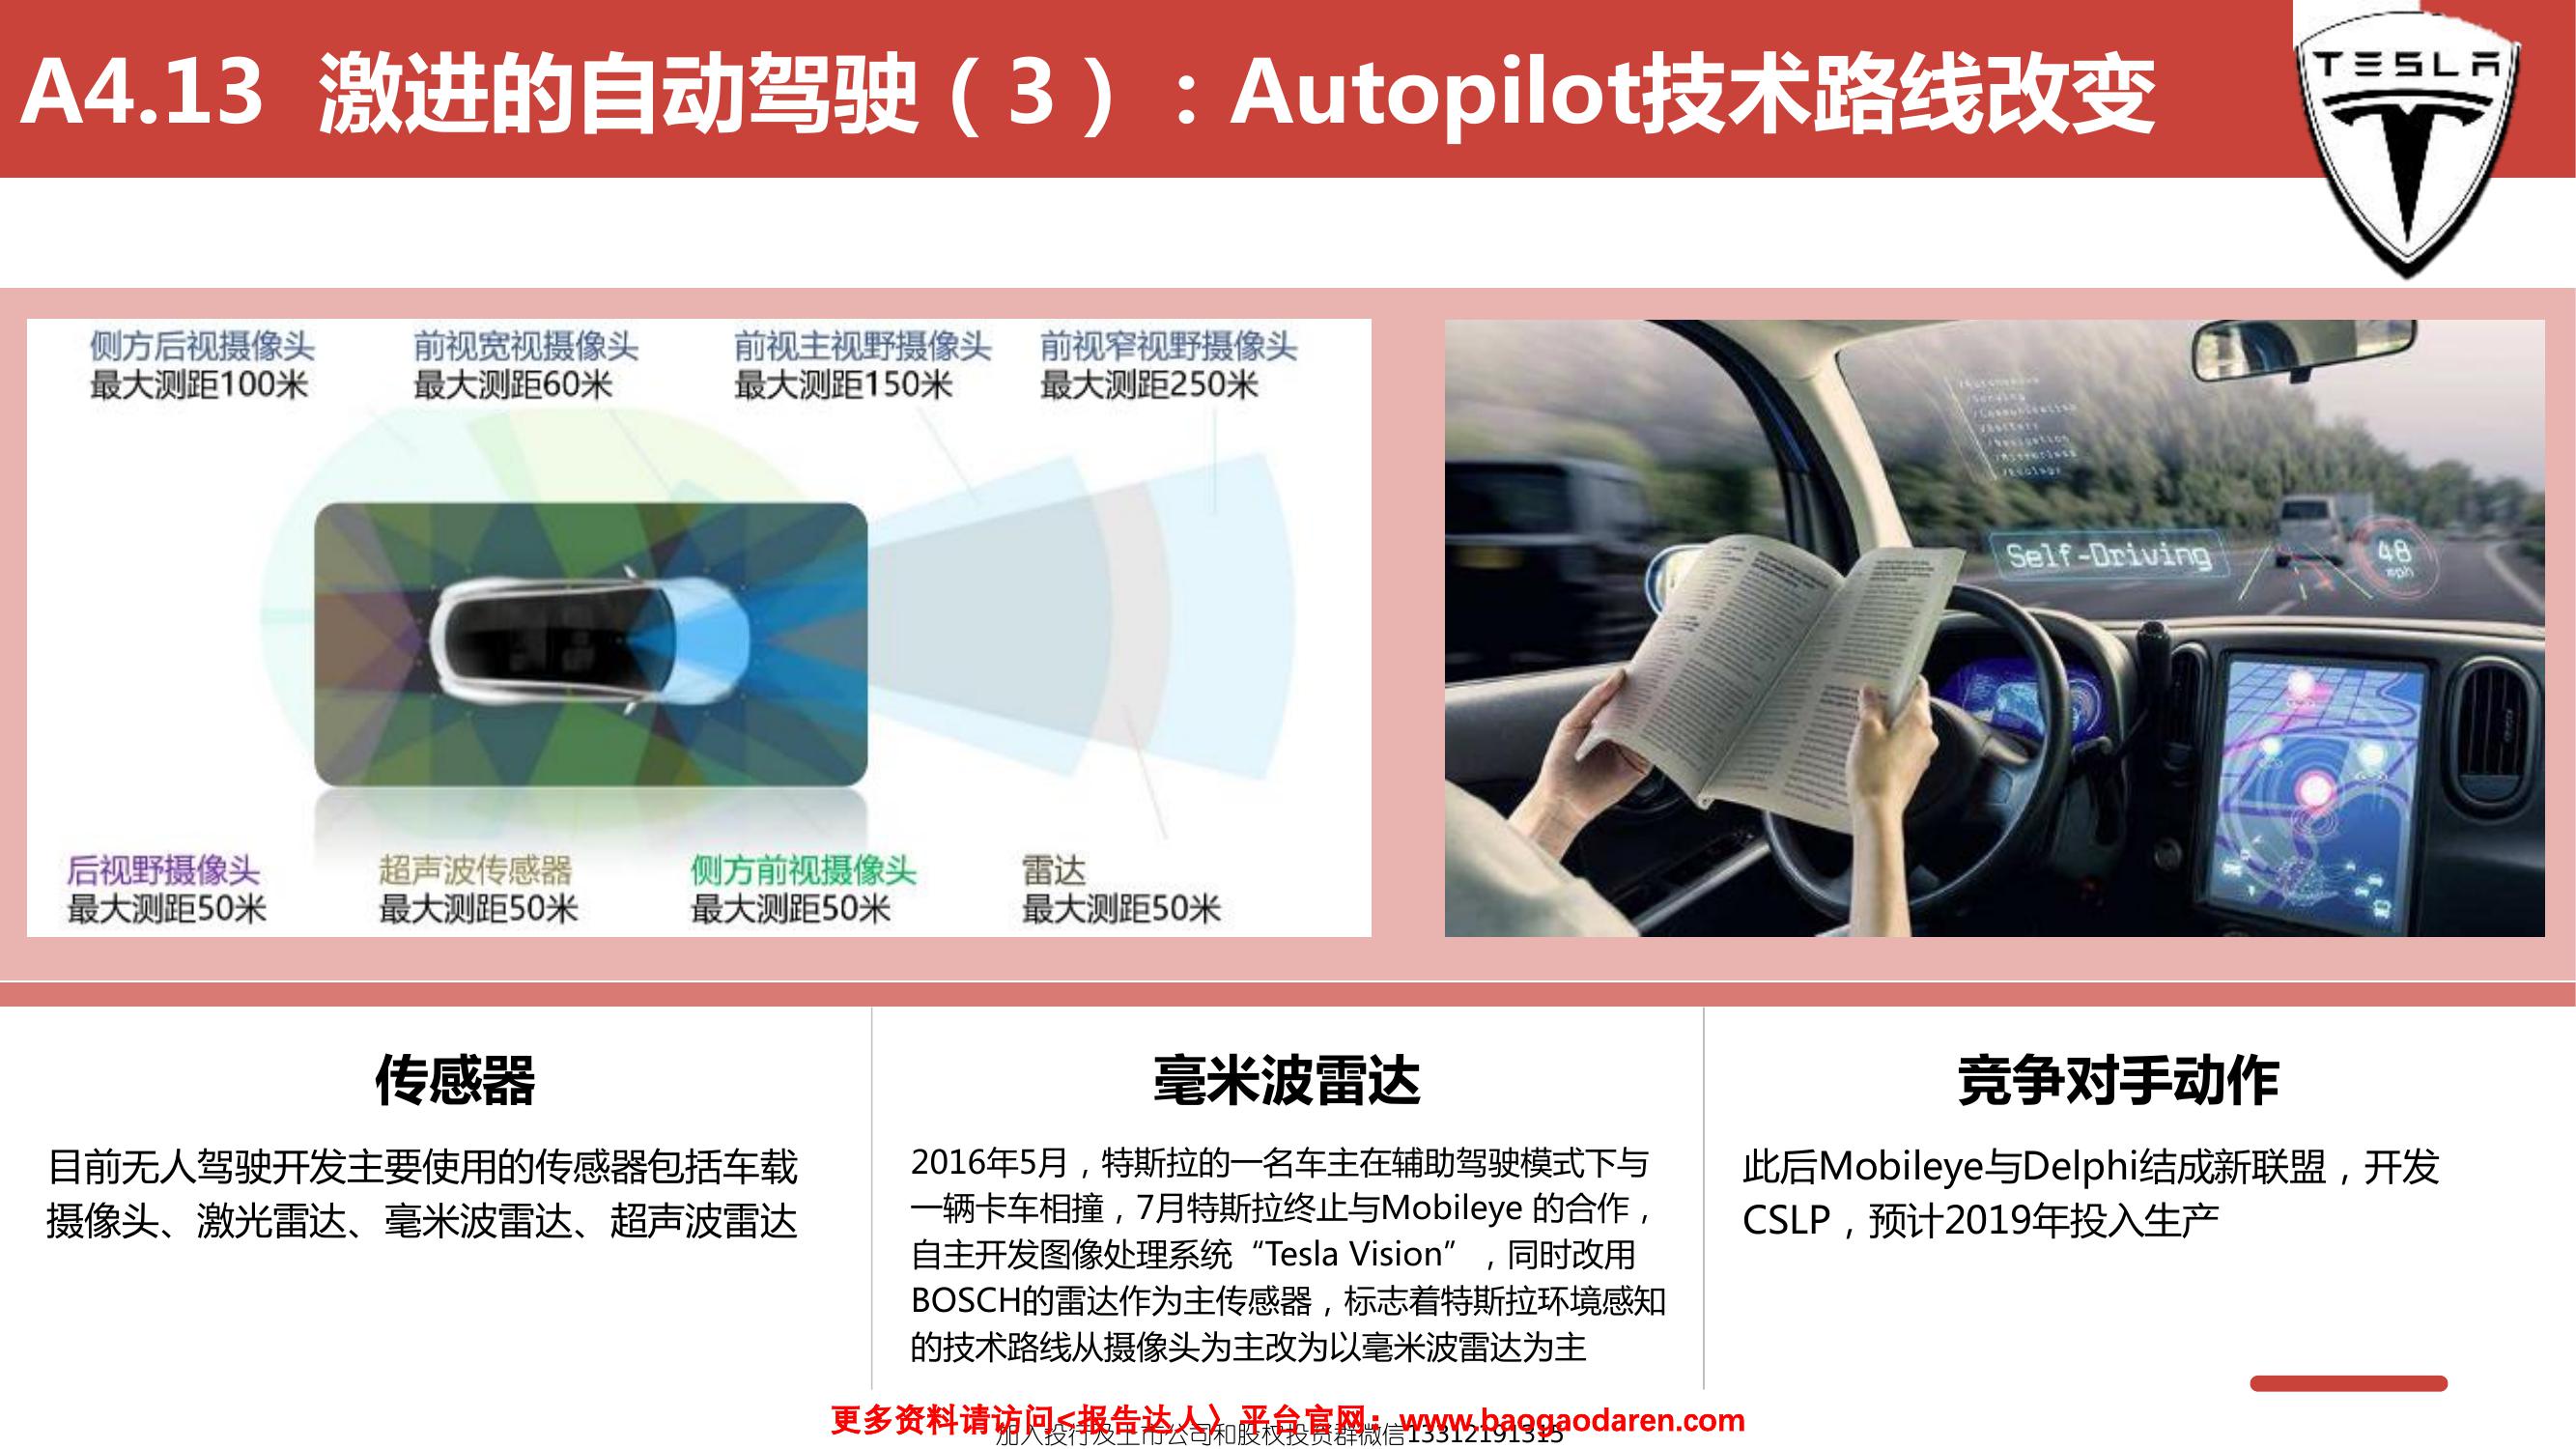 A4.13 激进的自动驾驶（3）：Autopilot技术路线改变
TESLA
侧方后视摄像头
最大测距100米
前视宽视摄像头
最大测距60米
前视主视野摄像头
最大测距150米
前视窄视野摄像头
最大测距250米
后视野摄像头
最大测距50米
超声波传感器
最大测距50米
侧方前视摄像头
最大测距50米
雷达
最大测距50米
Self-Driving
48
mph
传感器
目前无人驾驶开发主要使用的传感器包括车载
摄像头、激光雷达、毫米波雷达、超声波雷达
毫米波雷达
2016年5月，特斯拉的一名车主在辅助驾驶模式下与
一辆卡车相撞，7月特斯拉终止与Mobileye 的合作，
自主开发图像处理系统“Tesla Vision”，同时改用
BOSCH的雷达作为主传感器，标志着特斯拉环境感知
的技术路线从摄像头为主改为以毫米波雷达为主
竞争对手动作
此后Mobileye与Delphi结成新联盟，开发
CSLP，预计2019年投入生产
更多资料请访问<报告达人〉平台官网：www.baogaodaren.com
加入投行及上市公司和股权投资群微信13312191315